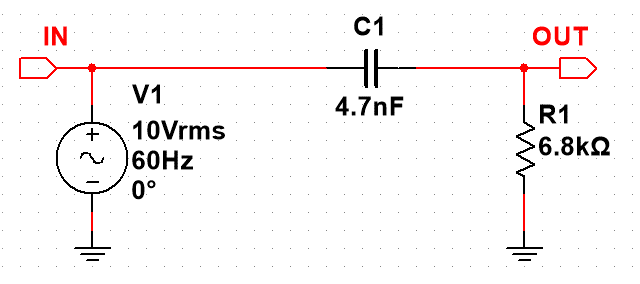 IN
C1
OUT
V1
4.7nF
R1
10Vrms
6.8kΩ
60Hz
0°